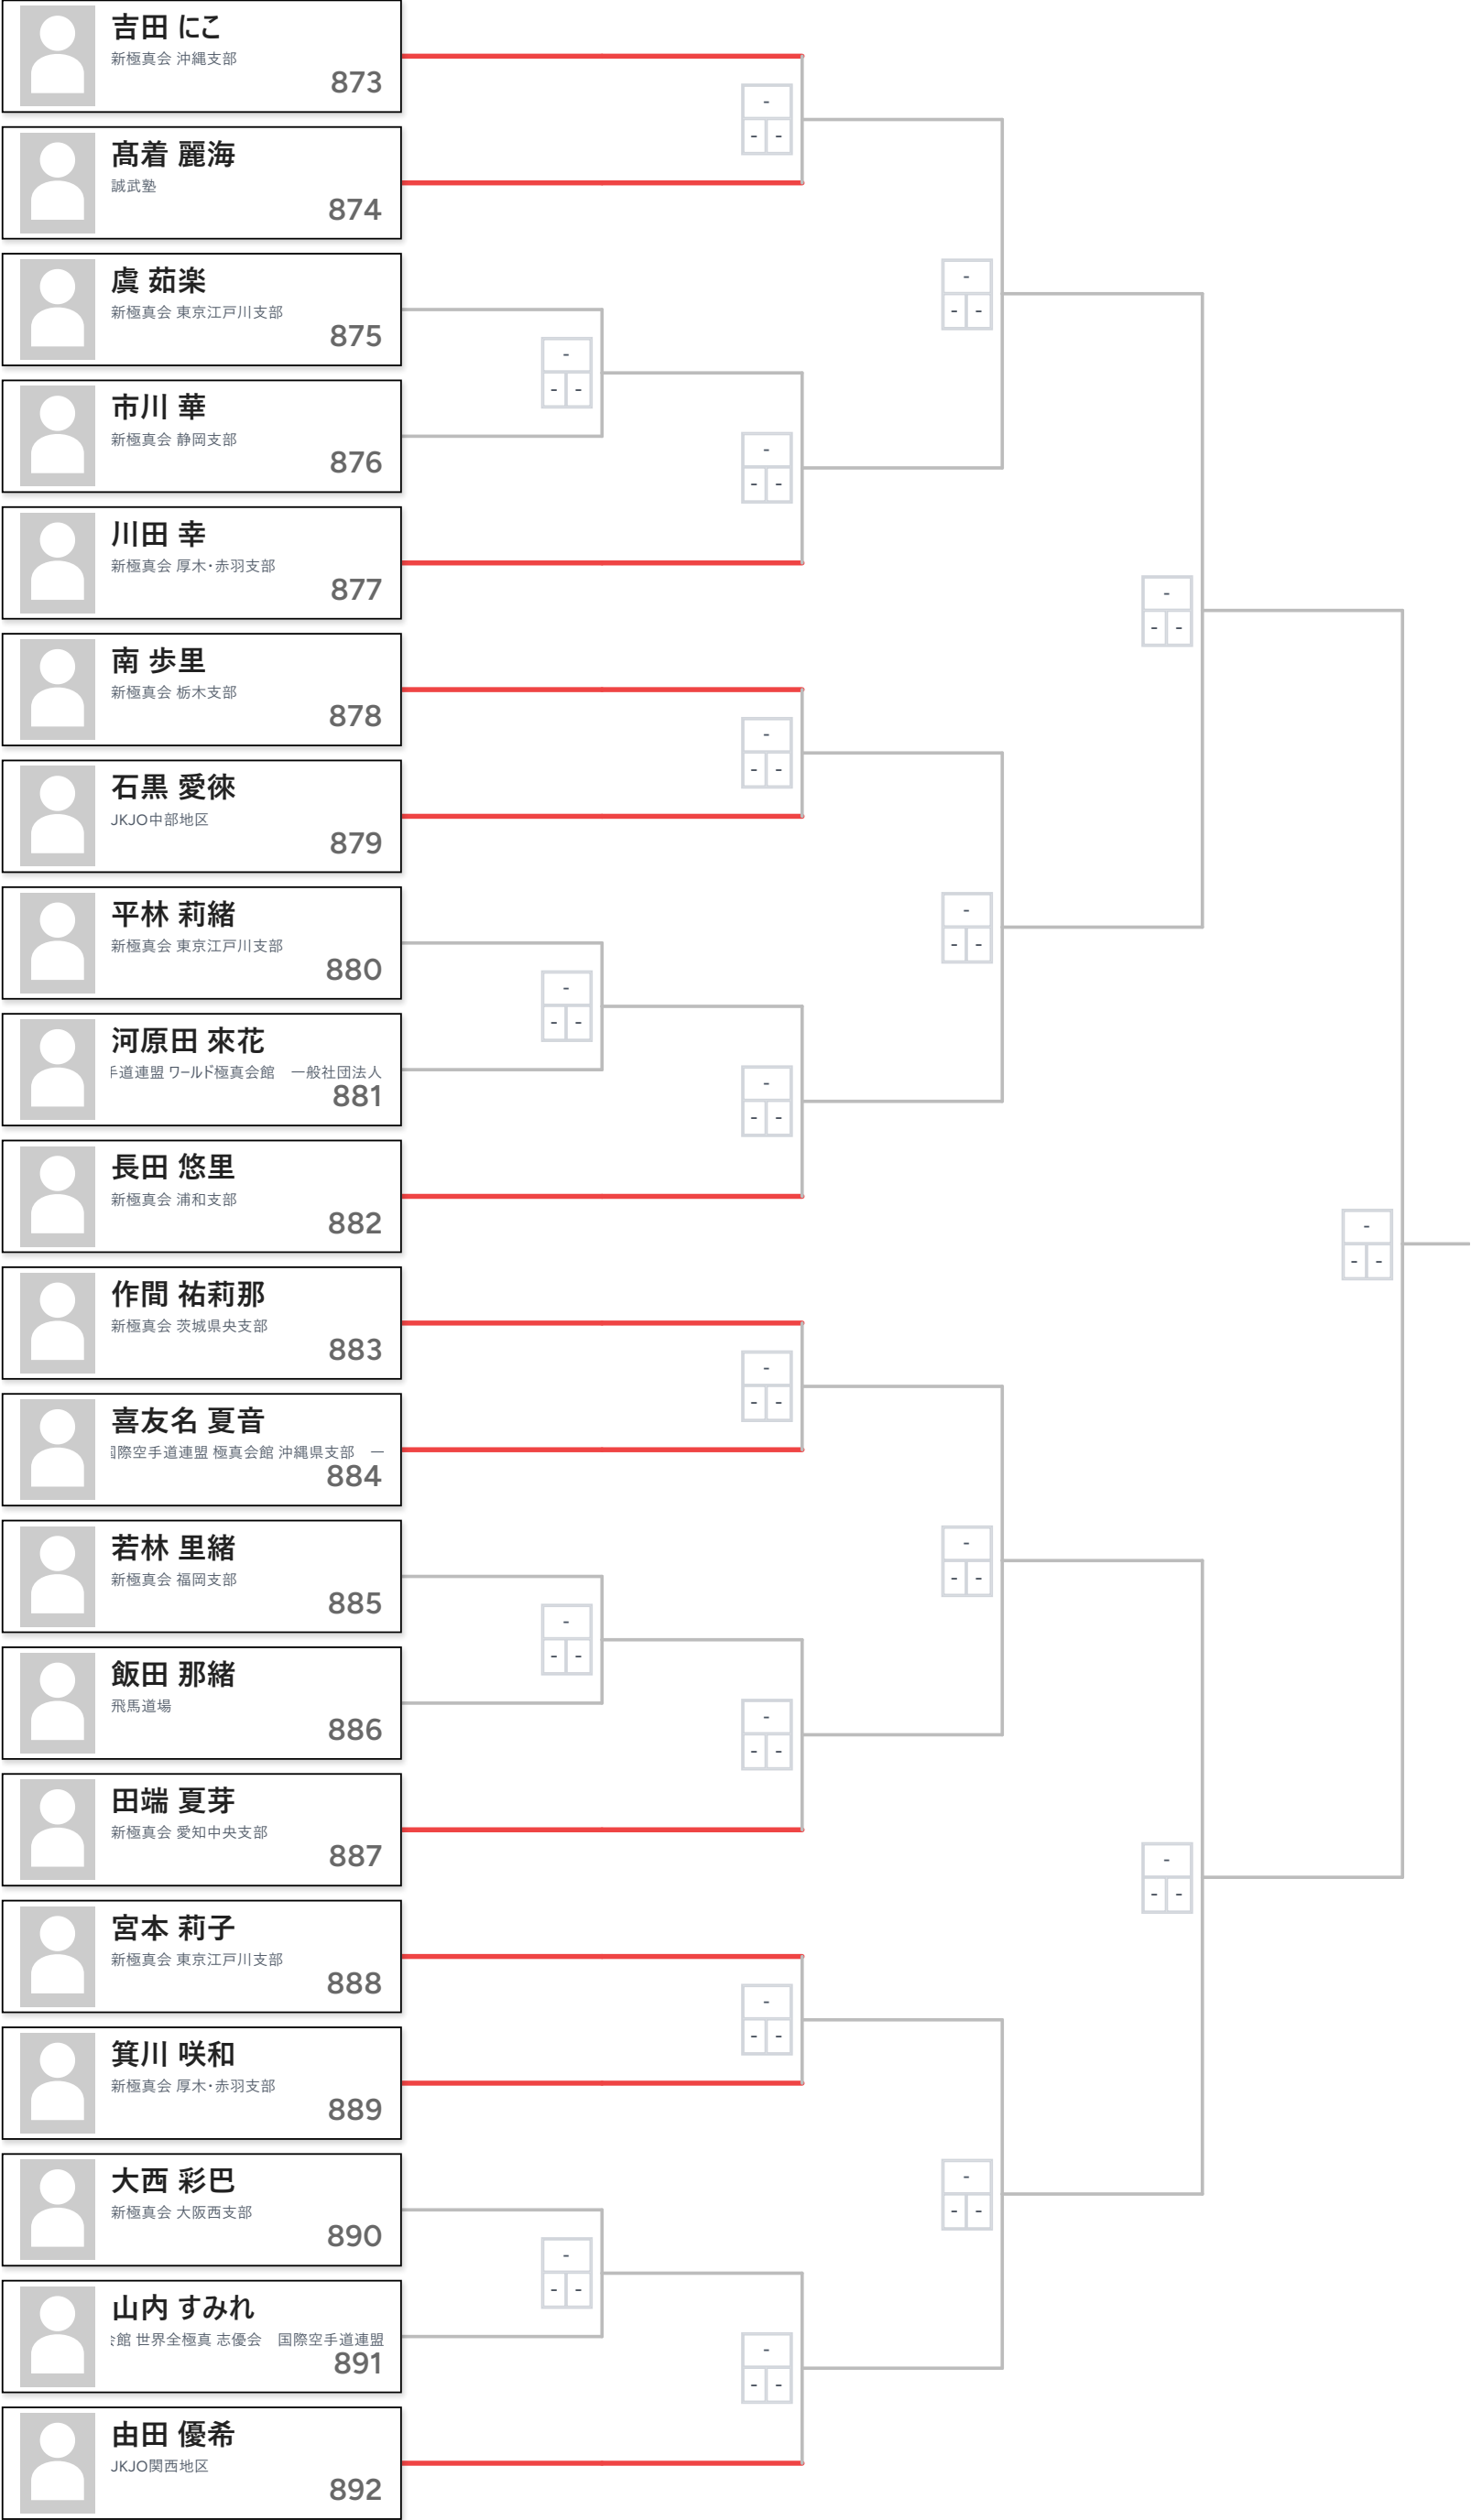 吉田 にこ
新極真会 沖縄支部
873
-
- -
髙着 麗海
誠武塾
874
虞 茹楽
新極真会 東京江戸川支部
875
-
- -
-
- -
市川 華
新極真会 静岡支部
876
-
- -
川田 幸
新極真会 厚木・赤羽支部
877
-
- -
南 歩里
新極真会 栃木支部
878
-
- -
石黒 愛徠
JKJO中部地区
879
平林 莉緒
新極真会 東京江戸川支部
880
-
- -
-
- -
河原田 來花
手道連盟 ワールド極真会館　一般社団法人
881
-
- -
長田 悠里
新極真会 浦和支部
882
-
- -
作間 祐莉那
新極真会 茨城県央支部
883
-
- -
喜友名 夏音
国際空手道連盟 極真会館 沖縄県支部　一
884
若林 里緒
新極真会 福岡支部
885
-
- -
-
- -
飯田 那緒
飛馬道場
886
-
- -
田端 夏芽
新極真会 愛知中央支部
887
-
- -
宮本 莉子
新極真会 東京江戸川支部
888
-
- -
箕川 咲和
新極真会 厚木・赤羽支部
889
大西 彩巴
新極真会 大阪西支部
890
-
- -
-
- -
山内 すみれ
会館 世界全極真 志優会　国際空手道連盟
891
-
- -
由田 優希
JKJO関西地区
892